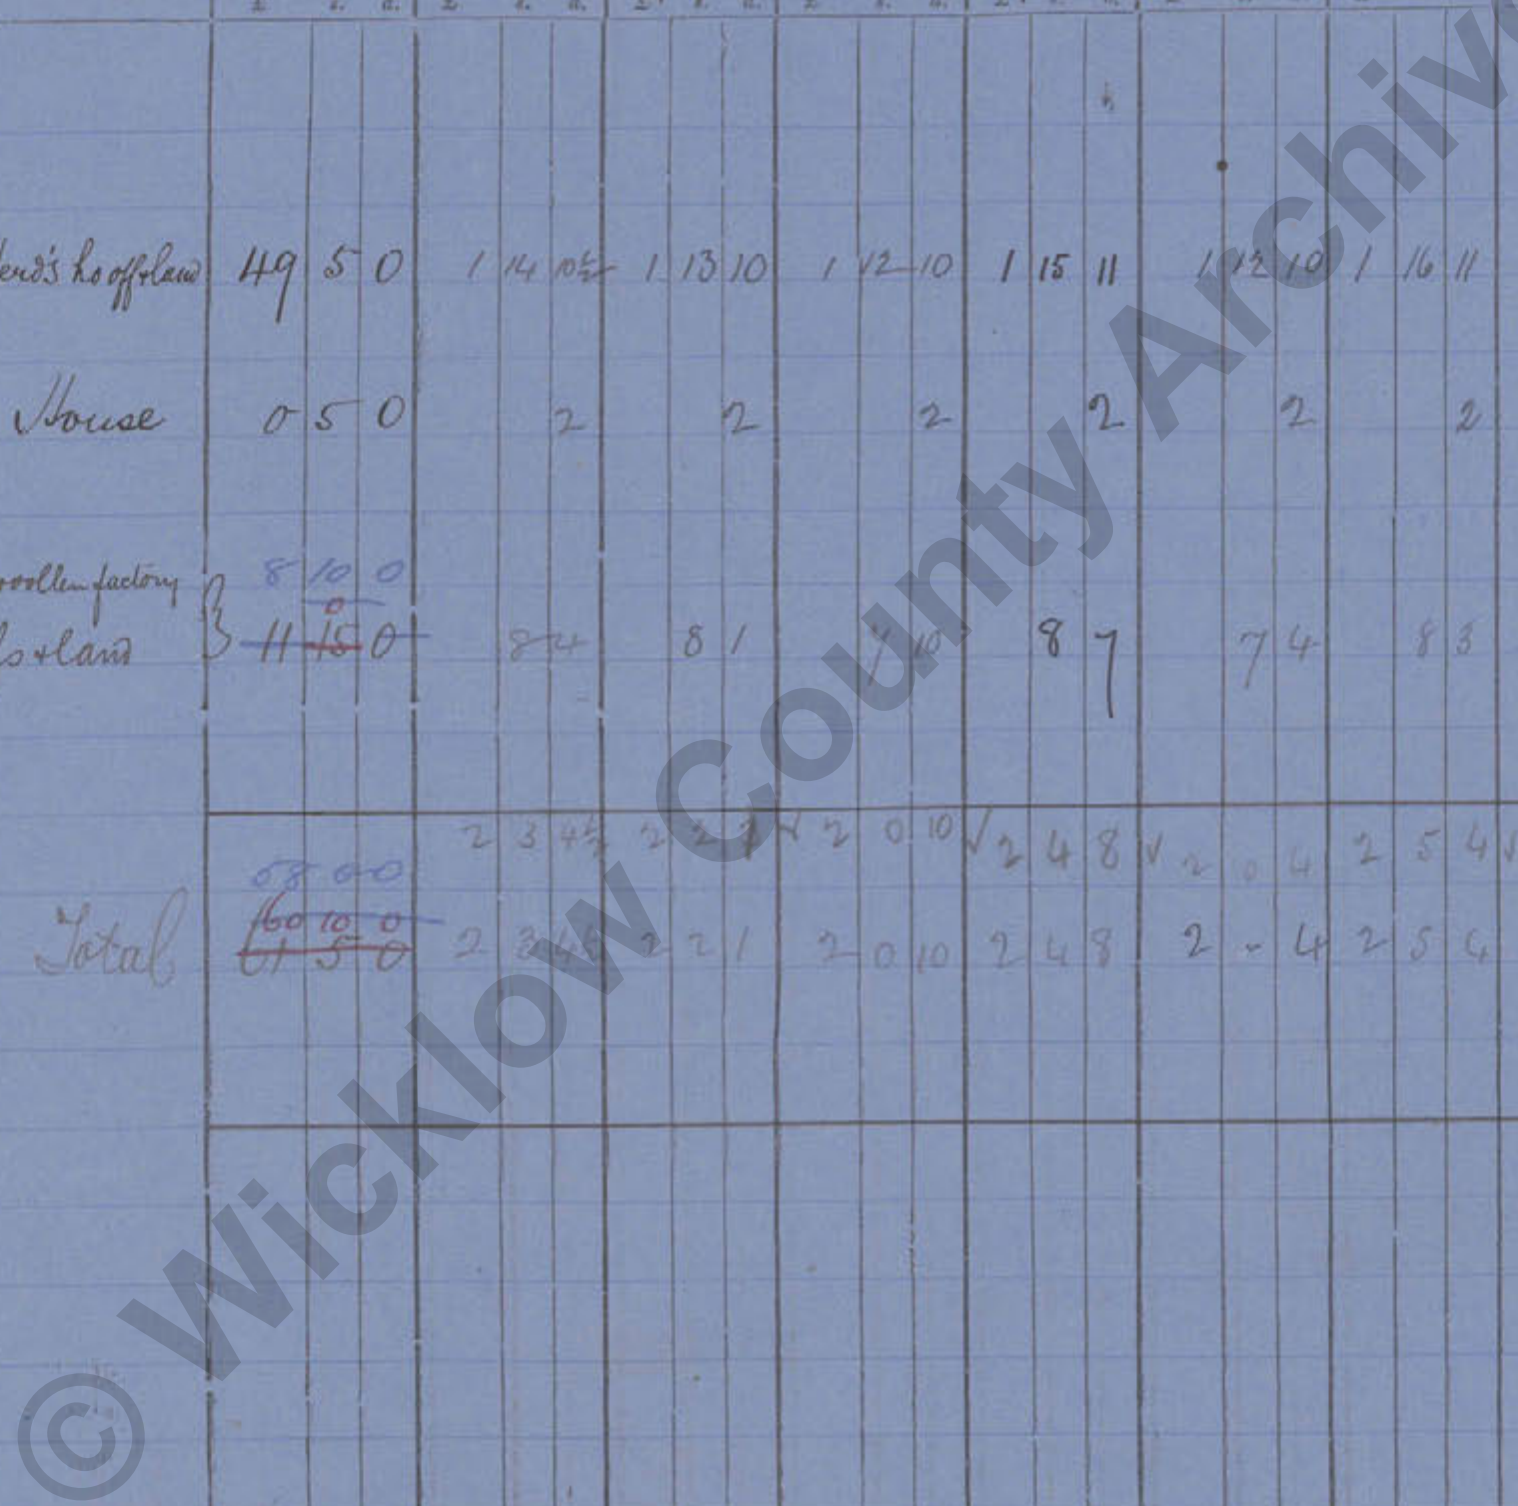 £ s. d. £ s. d. £ s. d. £ s. d. £ s. d.
ho off & land 49 5 0 1 14 10½ 1 13 10 1 12 10 1 15 11 1 12 10 1 16 11
House 0 5 0 2 2 2 2 2 2
woollen factory 8 10 0
0
& land 11 15 0 8 4 8 1 7 10 8 7 7 4 8 3
2 3 4½ 2 2 1 √ 2 0 10 √ 2 4 8 √ 2 0 4 2 5 4 √
58 0 0
60 10 0
Total 61 5 0 2 3 4½ 2 2 1 2 0 10 2 4 8 2 - 4 2 5 4
© Wicklow County Archiv